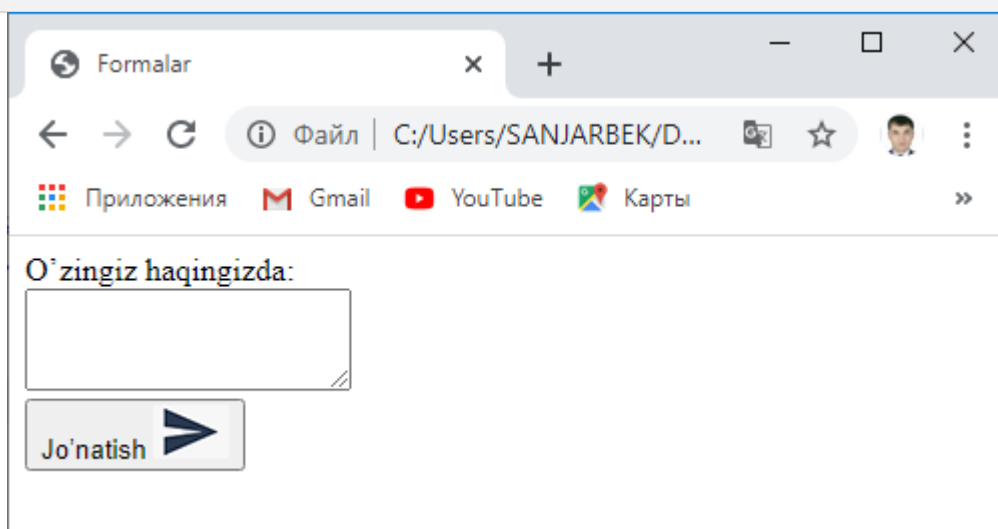 Formalar
Файл | C:/Users/SANJARBEK/D...
Приложения Gmail YouTube Карты »
O`zingiz haqingizda:
Jo'natish